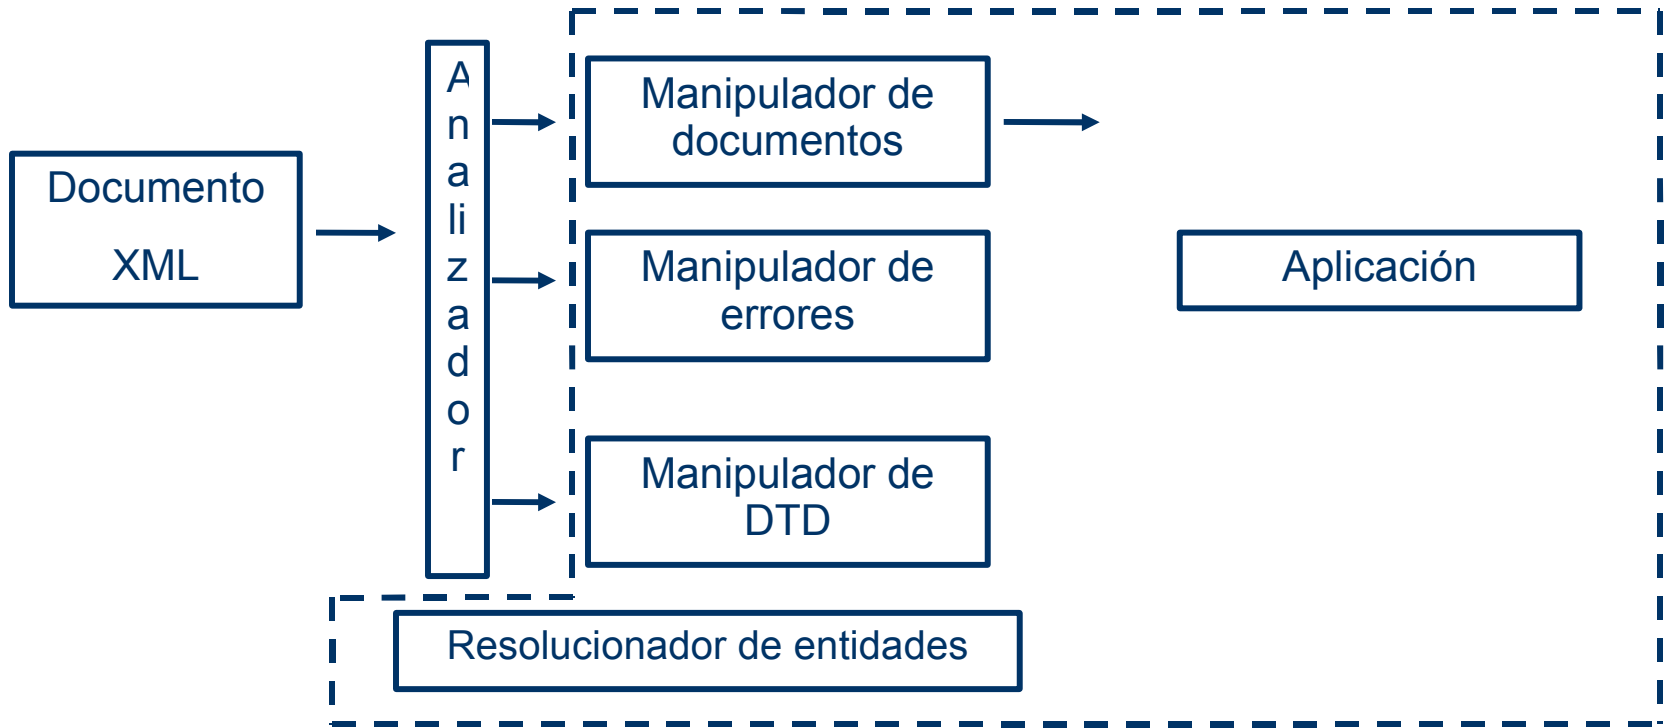 Documento
XML
A
n
a
li
z
a
d
o
r
Manipulador de
documentos
Manipulador de
errores
Manipulador de
DTD
Aplicación
Resolucionador de entidades